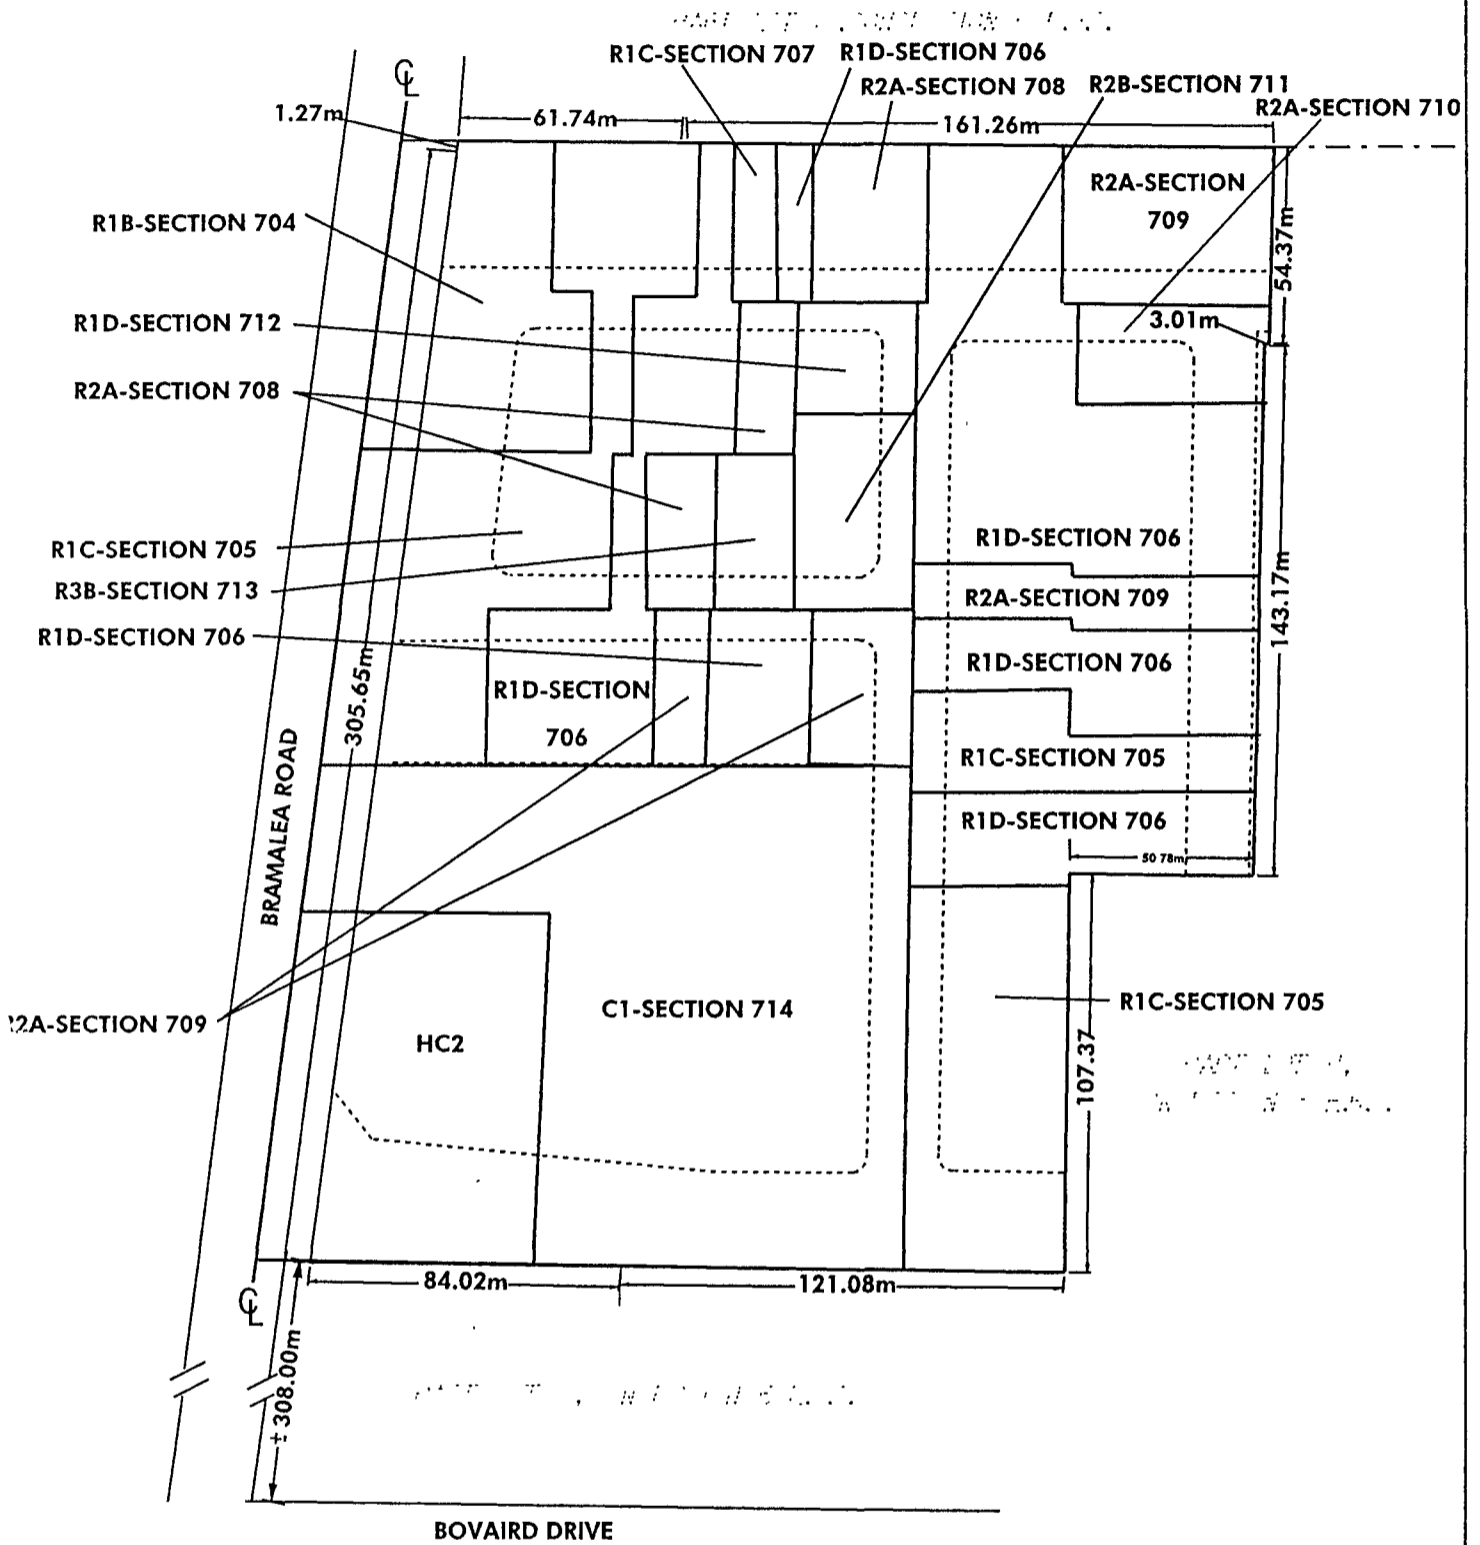 R1C-SECTION 707
R1D-SECTION 706
R2A-SECTION 708
R2B-SECTION 711
R2A-SECTION 710
1.27m
61.74m
161.26m
R2A-SECTION
709
R1B-SECTION 704
54.37m
R1D-SECTION 712
3.01m
R2A-SECTION 708
R1C-SECTION 705
R1D-SECTION 706
R3B-SECTION 713
R2A-SECTION 709
143.17m
R1D-SECTION 706
305.65m
R1D-SECTION
706
R1D-SECTION 706
R1C-SECTION 705
R1D-SECTION 706
50 78m
BRAMALEA ROAD
R2A-SECTION 709
HC2
C1-SECTION 714
R1C-SECTION 705
107.37
84.02m
121.08m
±308.00m
BOVAIRD DRIVE